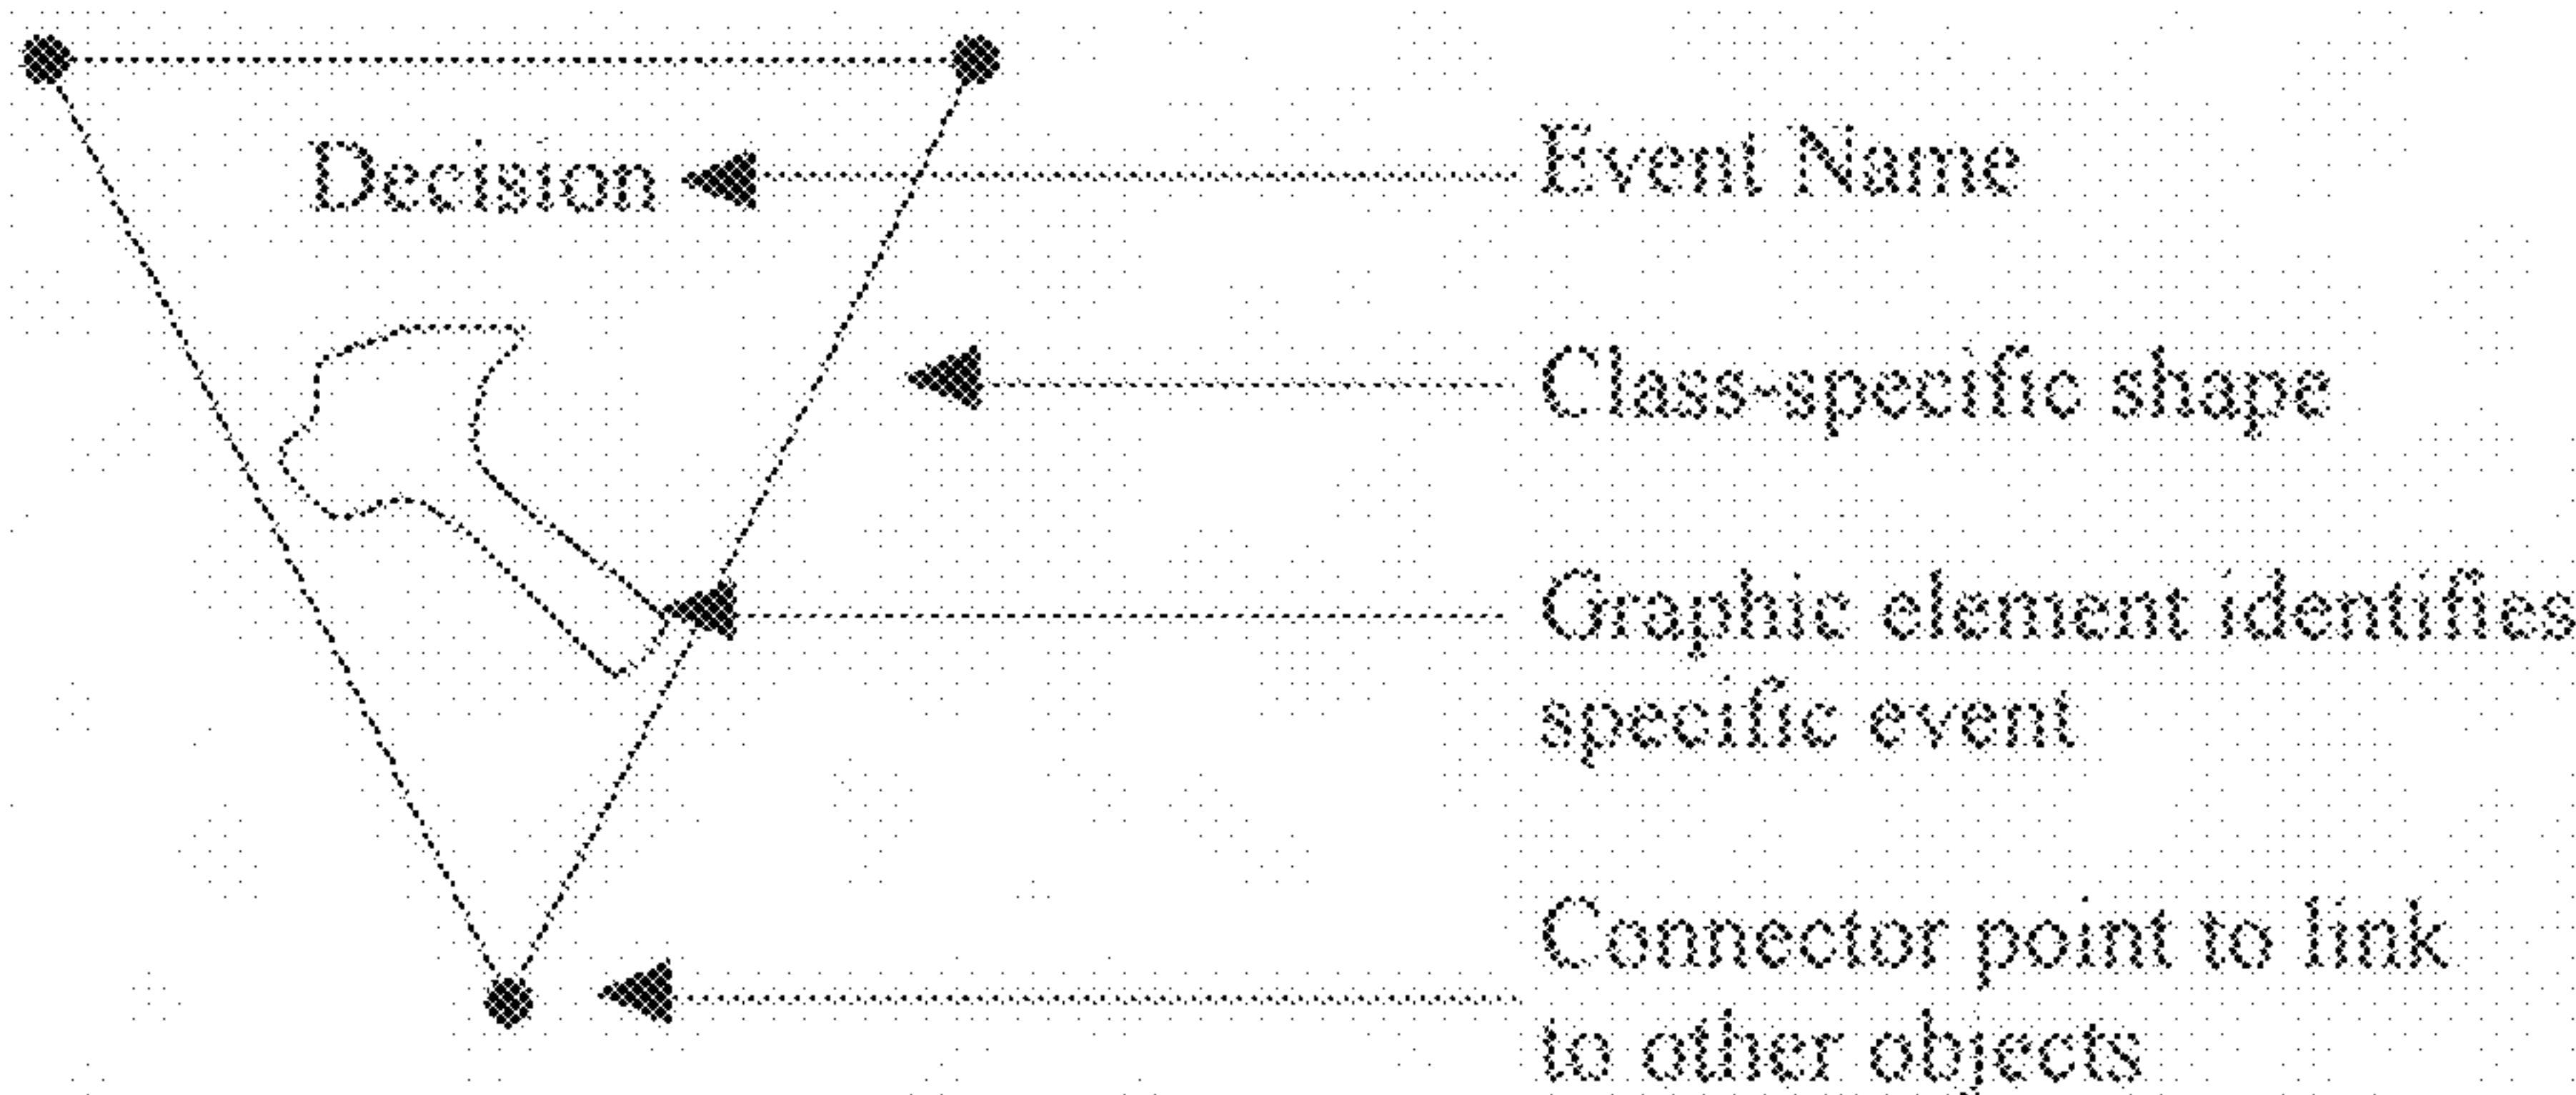 Decision
Event Name
Class-specific shape
Graphic element identifies
specific event
Connector point to link
to other objects